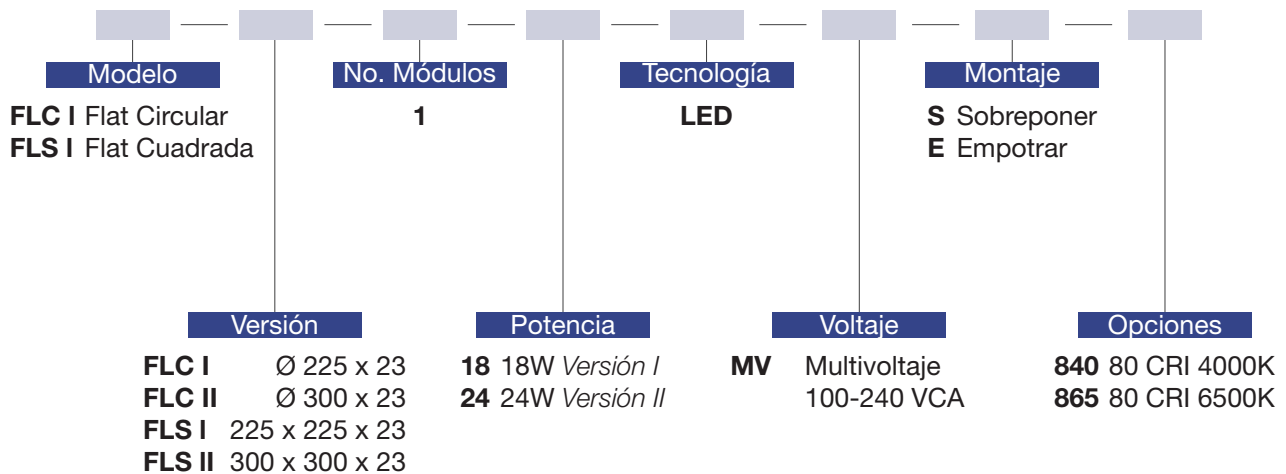 Modelo
FLC I Flat Circular
FLS I Flat Cuadrada
No. Módulos
1
Tecnología
LED
Montaje
S Sobreponer
E Empotrar
Versión
FLC I Ø 225 x 23
FLC II Ø 300 x 23
FLS I 225 x 225 x 23
FLS II 300 x 300 x 23
Potencia
18 18W Versión I
24 24W Versión II
Voltaje
MV Multivoltaje
100-240 VCA
Opciones
840 80 CRI 4000K
865 80 CRI 6500K